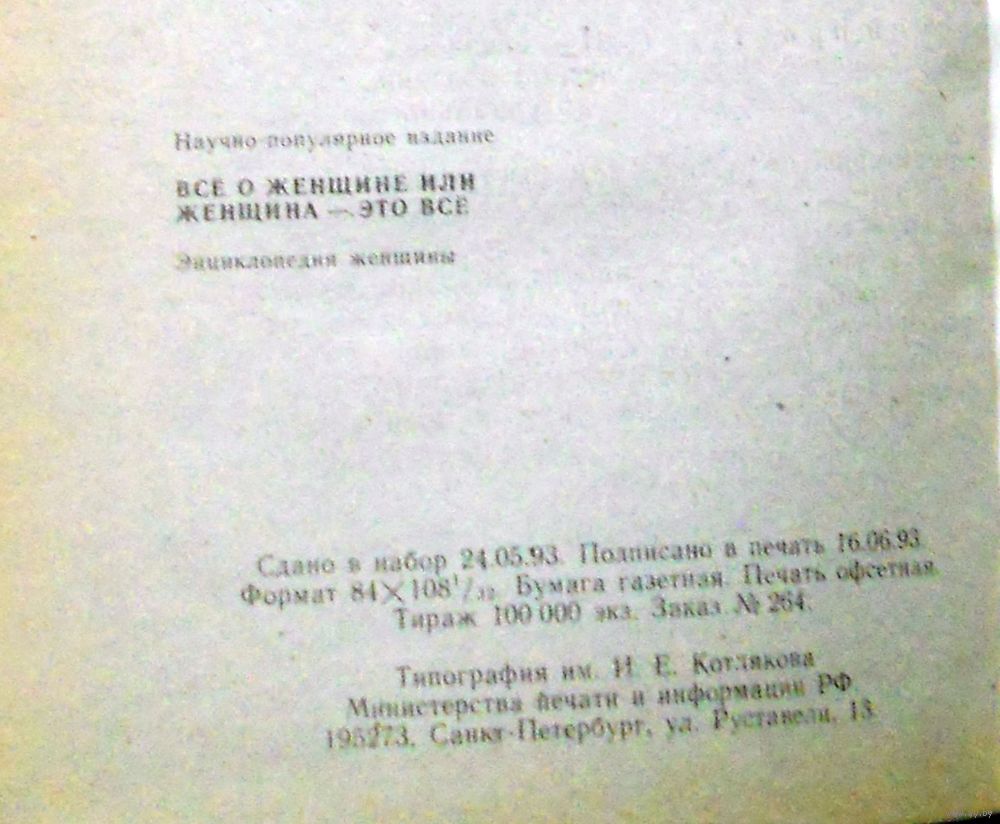 Научно-популярное издание
ВСЕ О ЖЕНЩИНЕ ИЛИ
ЖЕНЩИНА — ЭТО ВСЕ
Энциклопедия женщины
Сдано в набор 24.05.93. Подписано в печать 16.06.93.
Формат 84×108¹/₃₂. Бумага газетная. Печать офсетная.
Тираж 100 000 экз. Заказ № 264.
Типография им. И. Е. Котлякова
Министерства печати и информации РФ
195273, Санкт-Петербург, ул. Руставели, 13